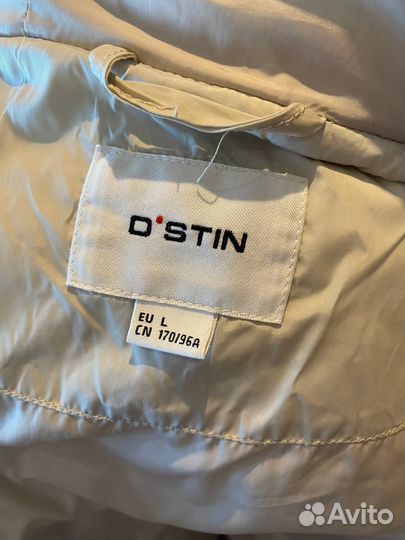 O'STIN
EU L
CN 170/96A
Avito